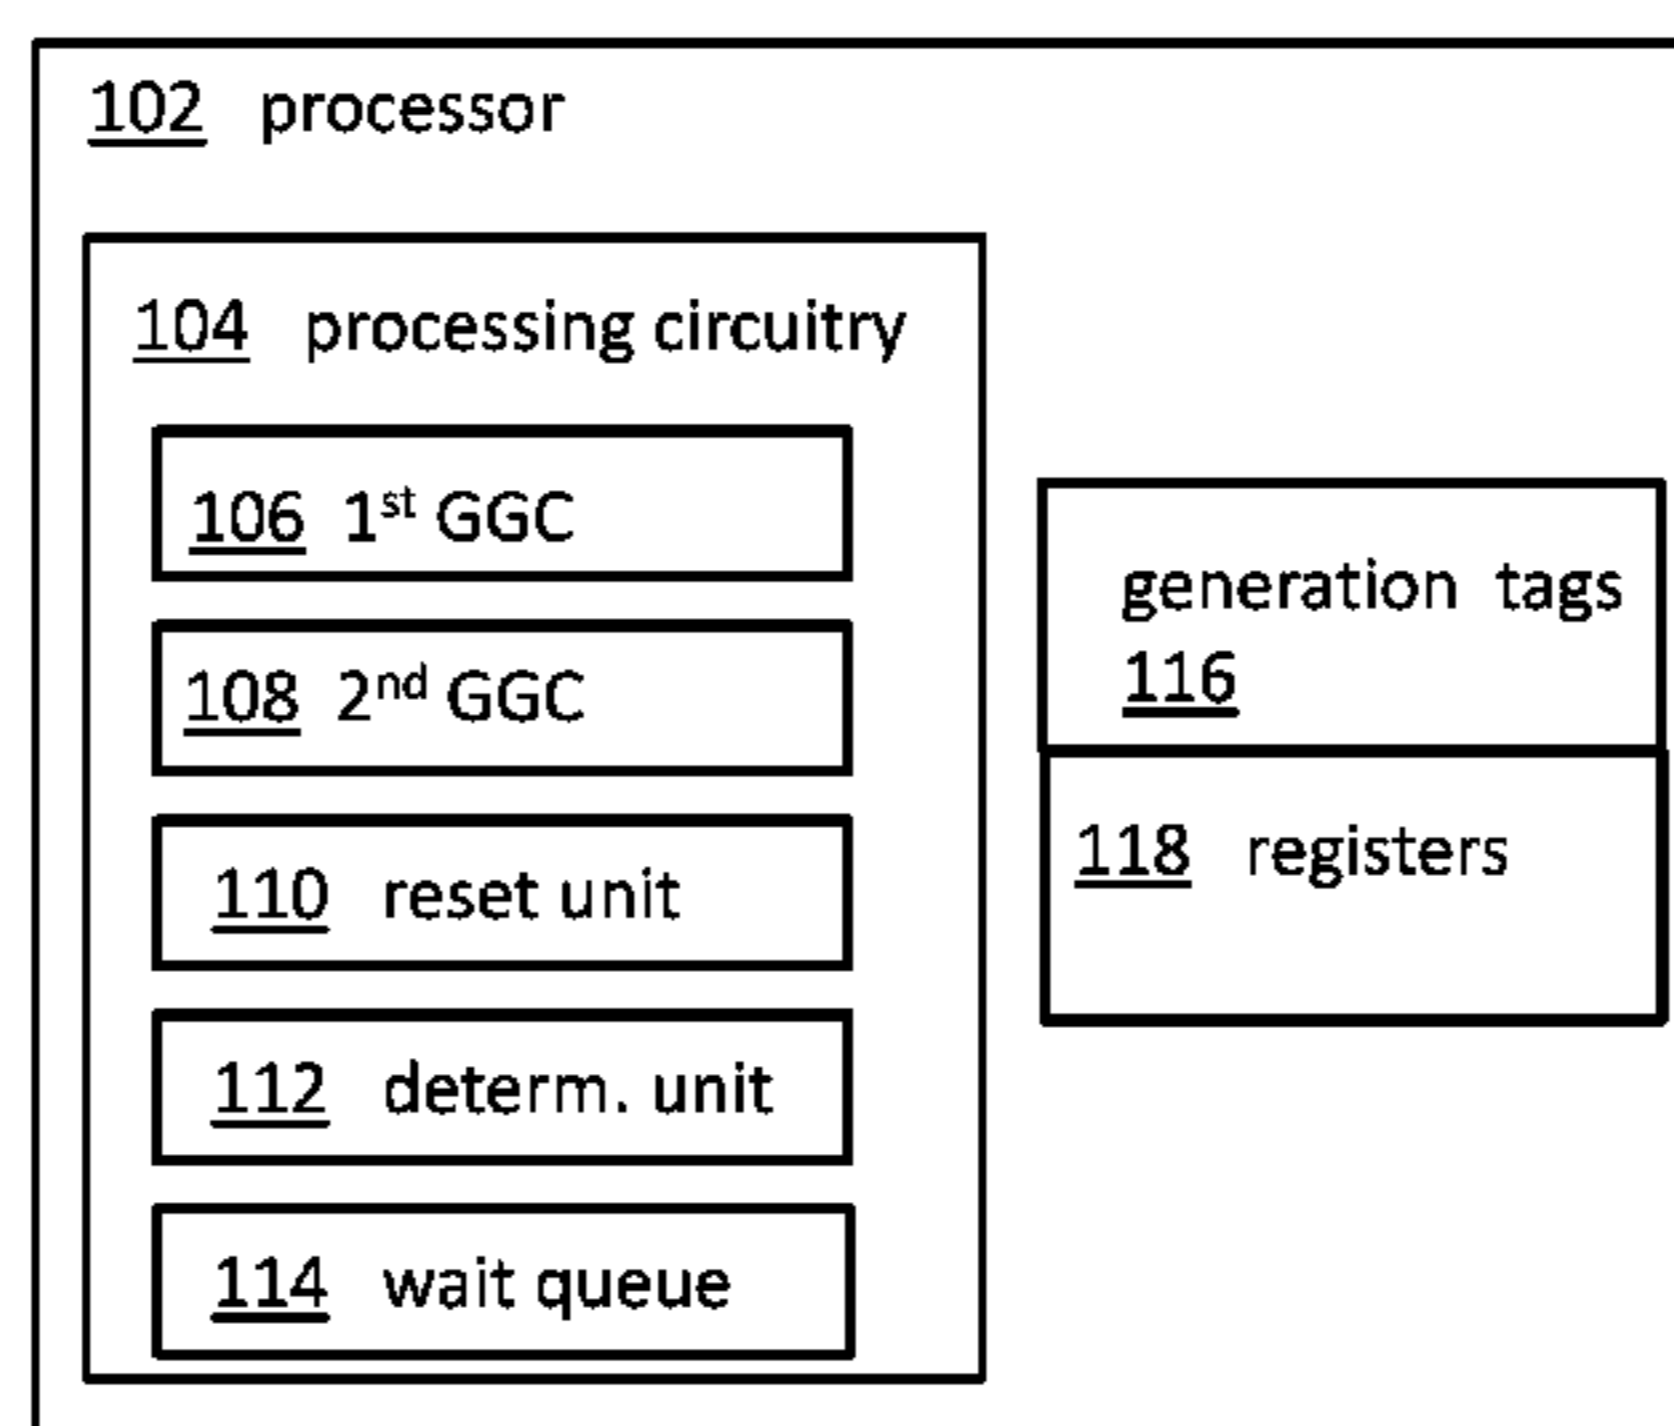 102 processor
104 processing circuitry
106 1st GGC
108 2nd GGC
110 reset unit
112 determ. unit
114 wait queue
generation tags
116
118 registers